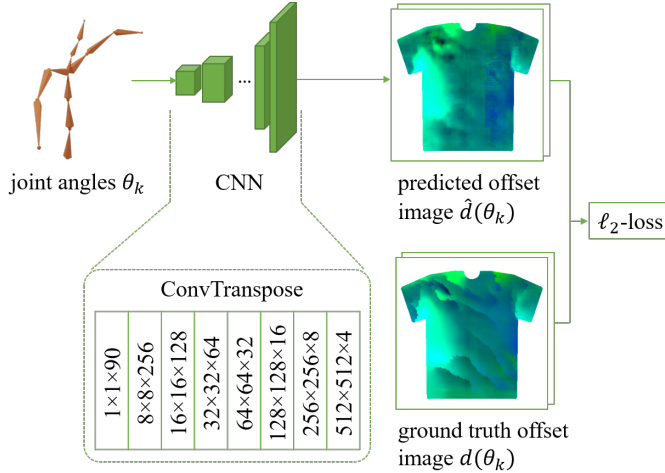 joint angles θ_k
...
CNN
predicted offset
image d̂(θ_k)
ℓ₂-loss
ConvTranspose
1×1×90
8×8×256
16×16×128
32×32×64
64×64×32
128×128×16
256×256×8
512×512×4
ground truth offset
image d(θ_k)